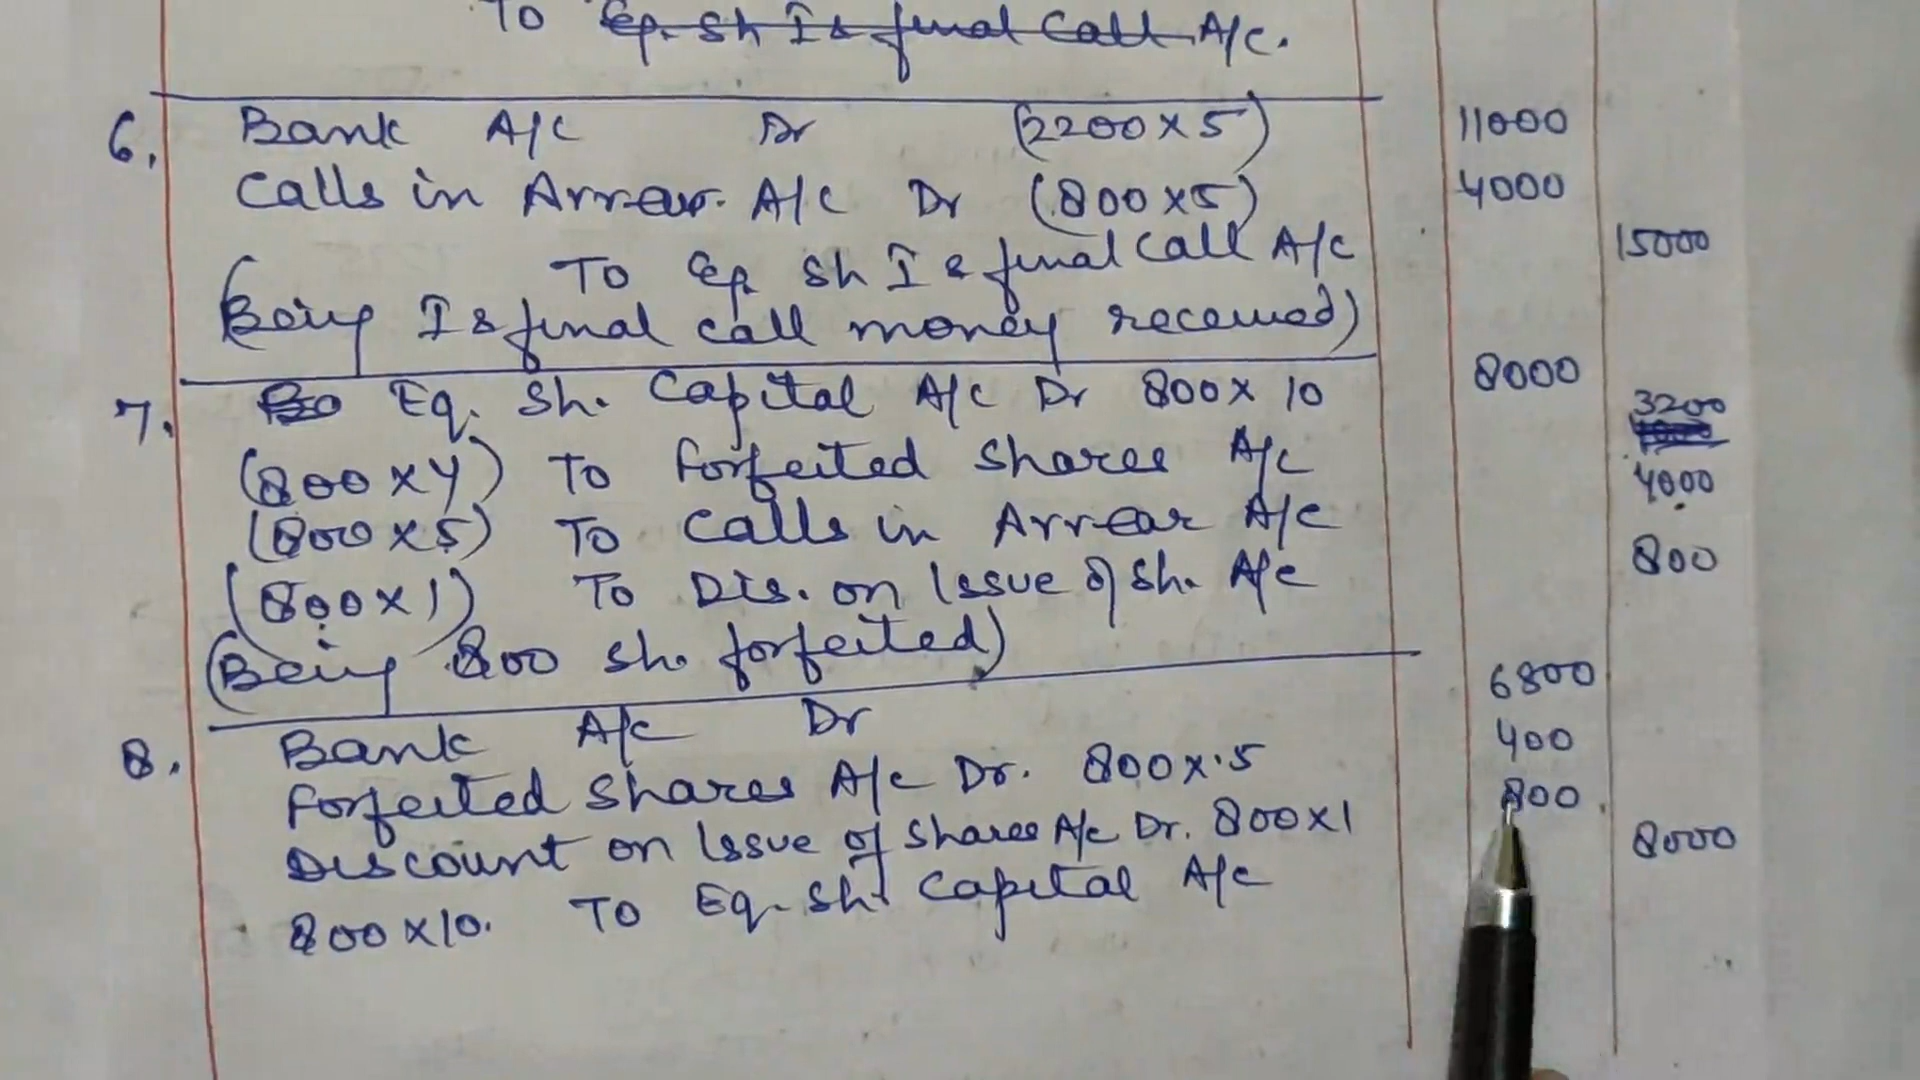 To Eq. Sh I & final Call A/c.
6. Bank A/c Dr (2200 x 5) 11000
Calls in Arrear. A/c Dr (800 x 5) 4000
To Eq Sh I & final Call A/c 15000
(Being I & final call money received)
7. Eq. Sh. Capital A/c Dr 800 x 10 8000
(800 x 4) To forfeited shares A/c 3200
(800 x 5) To Calls in Arrear A/c 4000
(800 x 1) To Dis. on Issue of Sh. A/c 800
(Being 800 sh. forfeited)
8. Bank A/c Dr 6800
forfeited Shares A/c Dr. 800 x .5 400
Discount on Issue of Shares A/c Dr. 800 x 1 800
800 x 10. To Eq. Sh. Capital A/c 8000